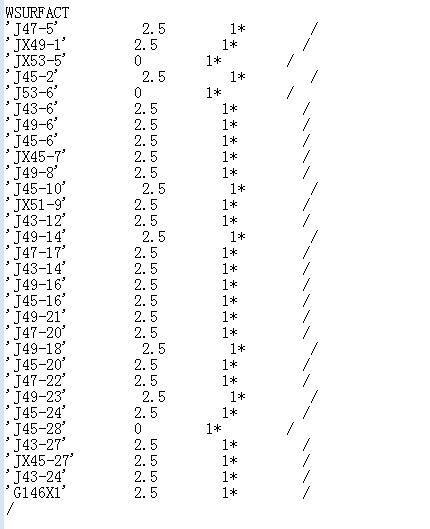 WSURFACT
'J47-5' 2.5 1* /
'JX49-1' 2.5 1* /
'JX53-5' 0 1* /
'J45-2' 2.5 1* /
'J53-6' 0 1* /
'J43-6' 2.5 1* /
'J49-6' 2.5 1* /
'J45-6' 2.5 1* /
'JX45-7' 2.5 1* /
'J49-8' 2.5 1* /
'J45-10' 2.5 1* /
'JX51-9' 2.5 1* /
'J43-12' 2.5 1* /
'J49-14' 2.5 1* /
'J47-17' 2.5 1* /
'J43-14' 2.5 1* /
'J49-16' 2.5 1* /
'J45-16' 2.5 1* /
'J49-21' 2.5 1* /
'J47-20' 2.5 1* /
'J49-18' 2.5 1* /
'J45-20' 2.5 1* /
'J47-22' 2.5 1* /
'J49-23' 2.5 1* /
'J45-24' 2.5 1* /
'J45-28' 0 1* /
'J43-27' 2.5 1* /
'JX45-27' 2.5 1* /
'J43-24' 2.5 1* /
'G146X1' 2.5 1* /
/